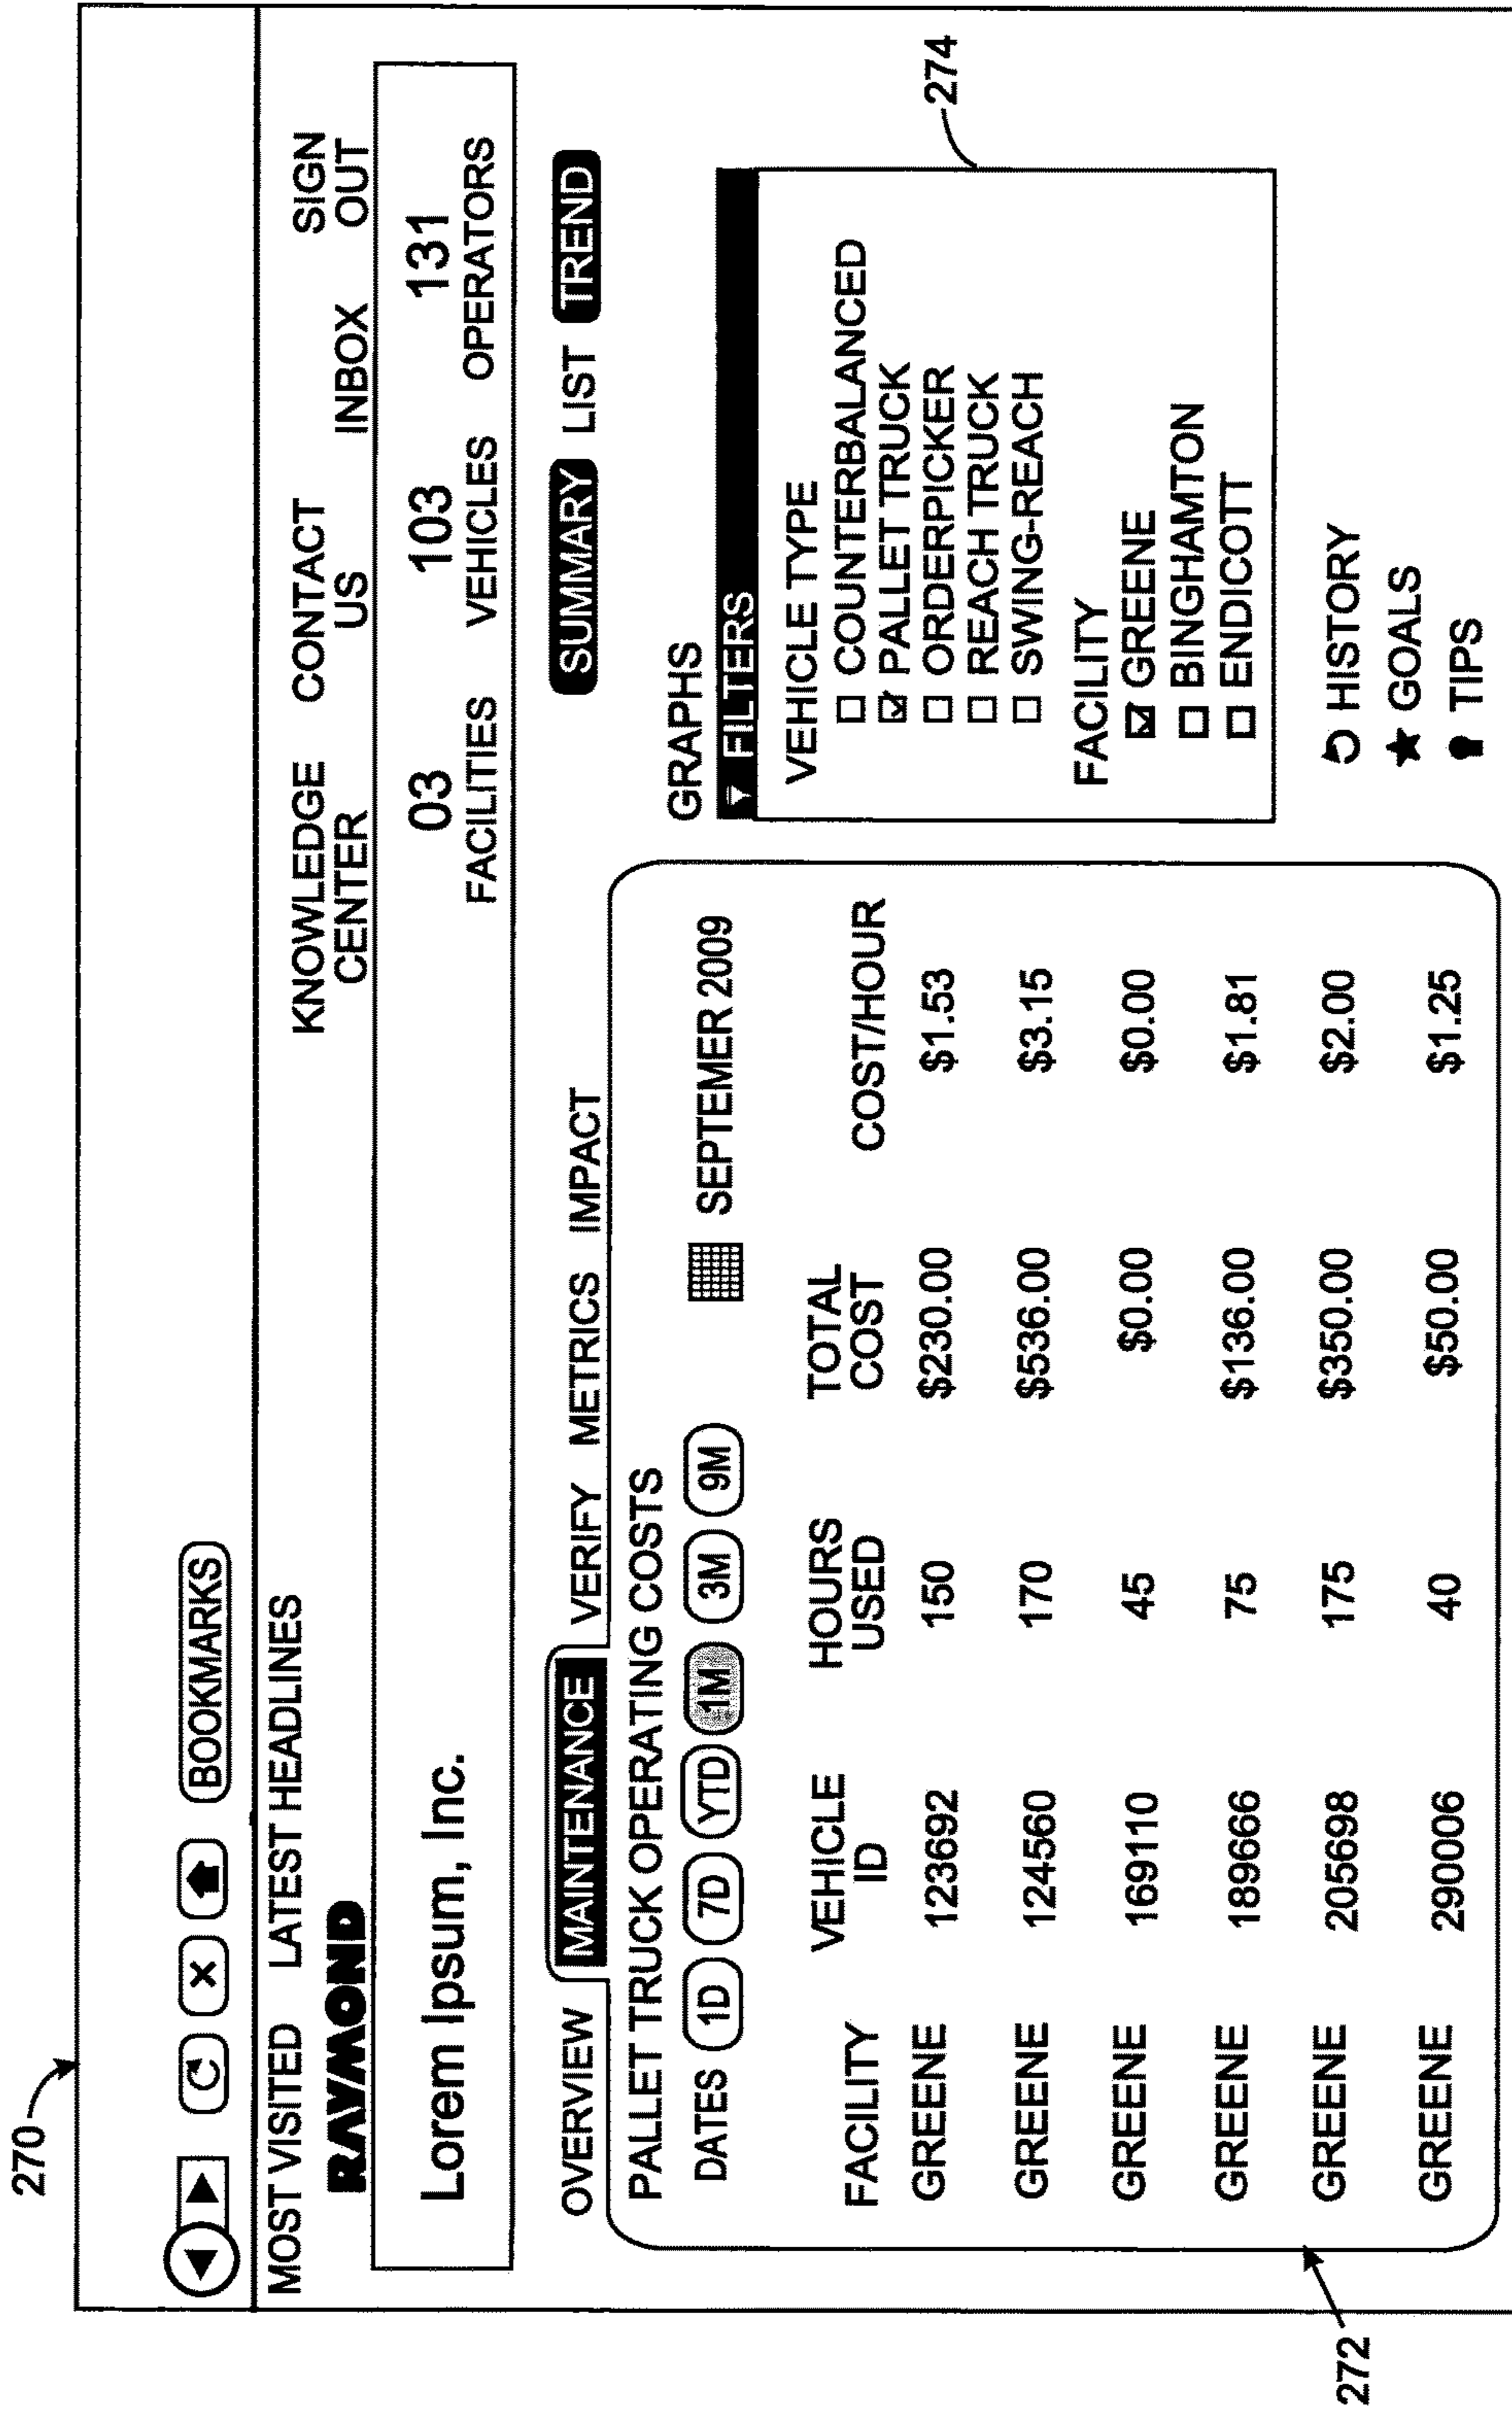 270
BOOKMARKS
MOST VISITED LATEST HEADLINES
RAYMOND
KNOWLEDGE CENTER CONTACT US INBOX SIGN OUT
Lorem Ipsum, Inc.
03 103 131
FACILITIES VEHICLES OPERATORS
OVERVIEW MAINTENANCE VERIFY METRICS IMPACT
SUMMARY LIST TREND
PALLET TRUCK OPERATING COSTS
DATES 1D 7D YTD 1M 3M 9M SEPTEMER 2009
FACILITY VEHICLE ID HOURS USED TOTAL COST COST/HOUR
GREENE 123692 150 $230.00 $1.53
GREENE 124560 170 $536.00 $3.15
GREENE 169110 45 $0.00 $0.00
GREENE 189666 75 $136.00 $1.81
GREENE 205698 175 $350.00 $2.00
GREENE 290006 40 $50.00 $1.25
272
GRAPHS
FILTERS
VEHICLE TYPE
COUNTERBALANCED
PALLET TRUCK
ORDERPICKER
REACH TRUCK
SWING-REACH
FACILITY
GREENE
BINGHAMTON
ENDICOTT
274
HISTORY
GOALS
TIPS